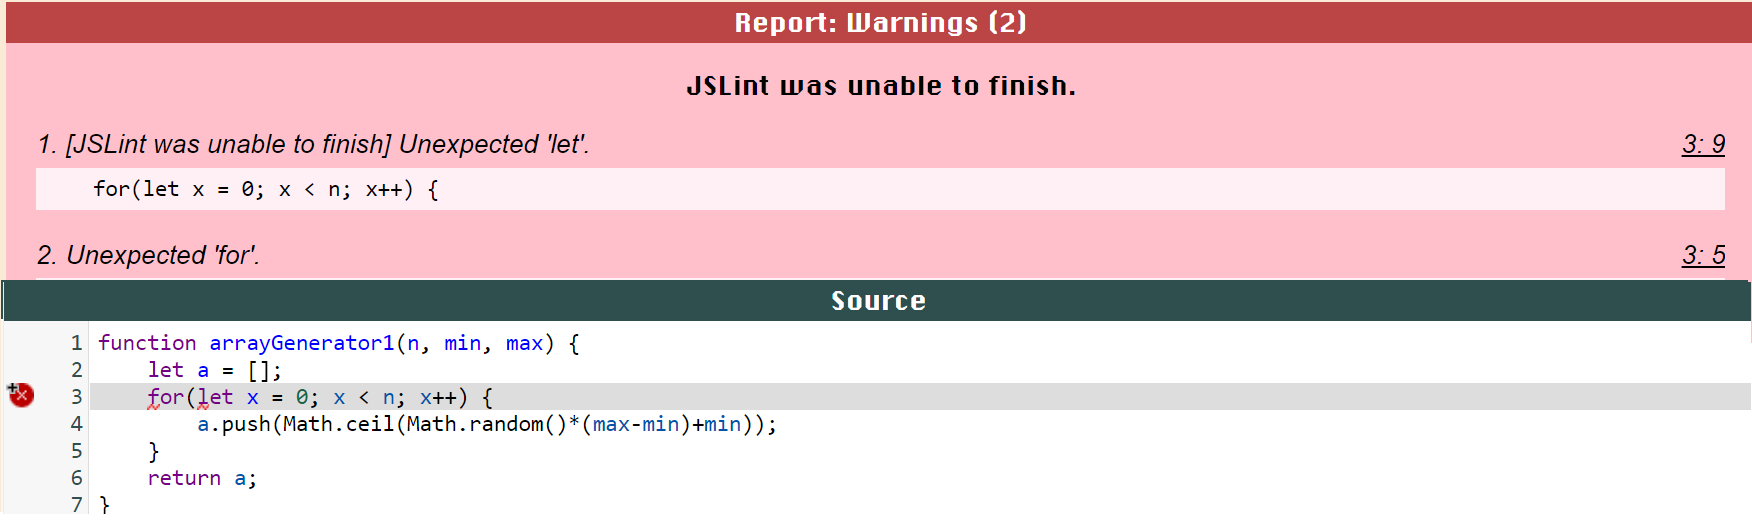 Report: Warnings (2)
JSLint was unable to finish.
1. [JSLint was unable to finish] Unexpected 'let'. 3: 9
for(let x = 0; x < n; x++) {
2. Unexpected 'for'. 3: 5
Source
1 function arrayGenerator1(n, min, max) {
2     let a = [];
3     for(let x = 0; x < n; x++) {
4         a.push(Math.ceil(Math.random()*(max-min)+min));
5     }
6     return a;
7 }